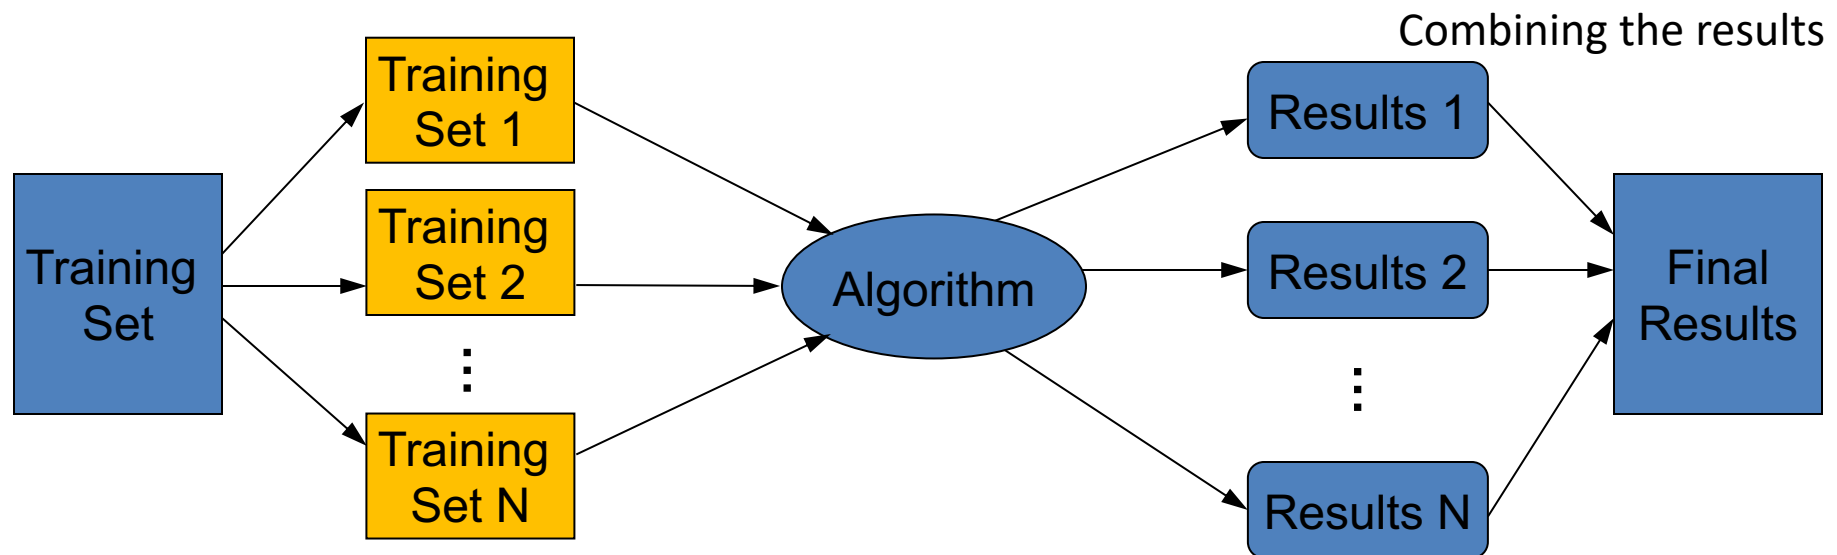 Combining the results
Training
Set
Training
Set 1
Training
Set 2
⋮
Training
Set N
Algorithm
Results 1
Results 2
⋮
Results N
Final
Results